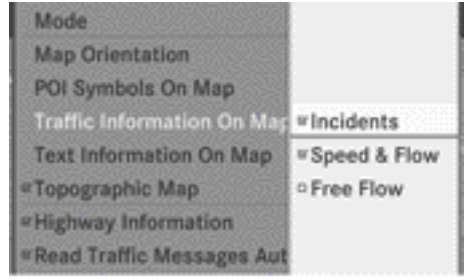 Mode
Map Orientation
POI Symbols On Map
Traffic Information On Map
Text Information On Map
Topographic Map
Highway Information
Read Traffic Messages Aut
Incidents
Speed & Flow
Free Flow